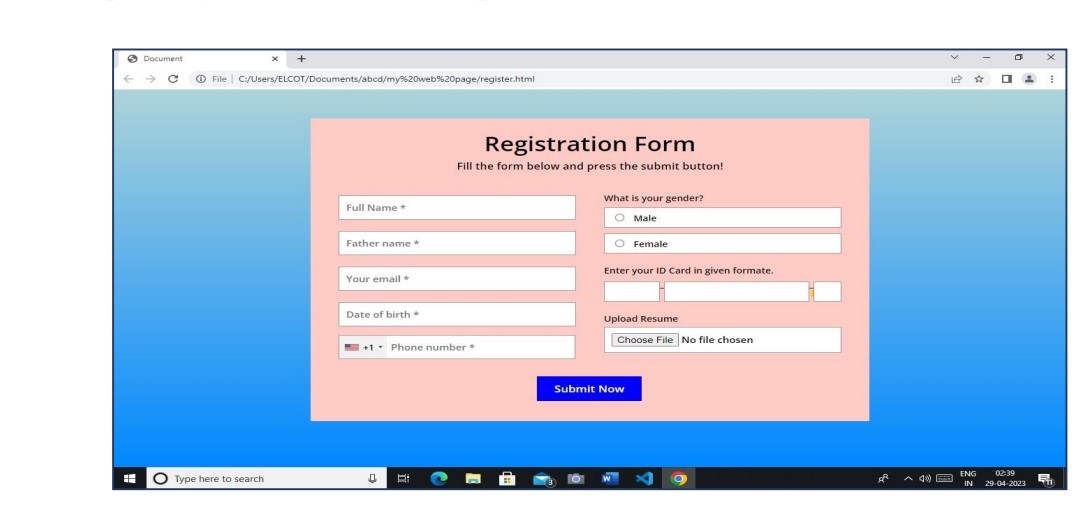 Document
File | C:/Users/ELCOT/Documents/abcd/my%20web%20page/register.html
Registration Form
Fill the form below and press the submit button!
Full Name *
Father name *
Your email *
Date of birth *
+1 Phone number *
What is your gender?
Male
Female
Enter your ID Card in given formate.
Upload Resume
Choose File No file chosen
Submit Now
Type here to search
ENG
IN
02:39
29-04-2023